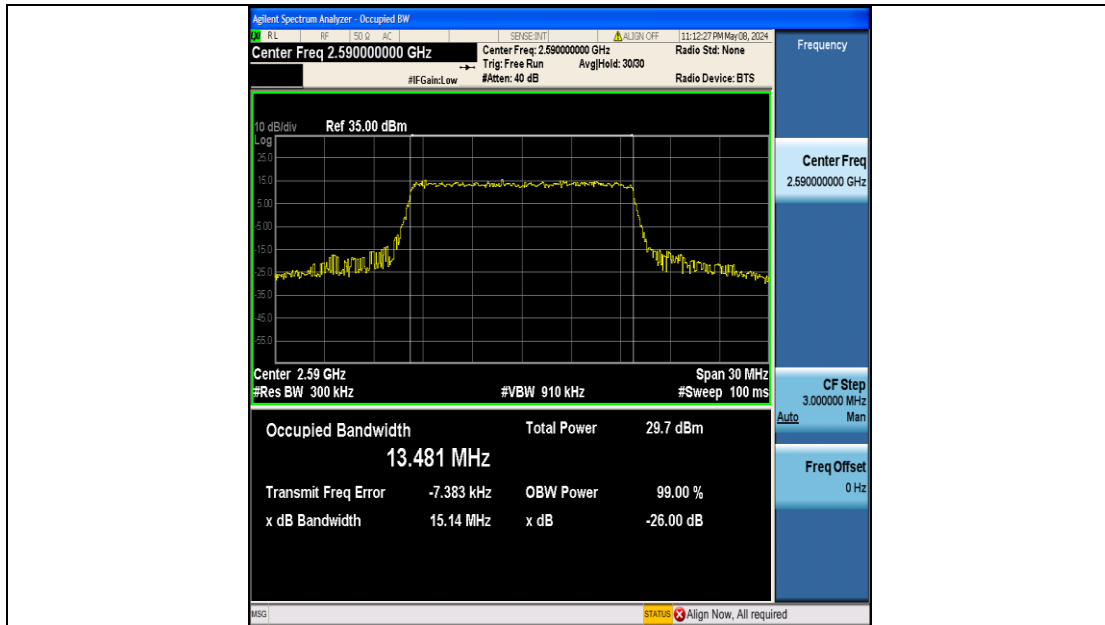 Agilent Spectrum Analyzer - Occupied BW
RL RF 50 Ω AC SENSE:INT ALIGN OFF 11:12:27 PM May 08, 2024
Center Freq 2.590000000 GHz
Center Freq: 2.590000000 GHz
Radio Std: None
Trig: Free Run Avg|Hold: 30/30
#IFGain:Low #Atten: 40 dB Radio Device: BTS
10 dB/div Ref 35.00 dBm
Log
25.0
15.0
5.00
-5.00
-15.0
-25.0
-35.0
-45.0
-55.0
Center 2.59 GHz Span 30 MHz
#Res BW 300 kHz #VBW 910 kHz #Sweep 100 ms
Occupied Bandwidth Total Power 29.7 dBm
13.481 MHz
Transmit Freq Error -7.383 kHz OBW Power 99.00 %
x dB Bandwidth 15.14 MHz x dB -26.00 dB
Frequency
Center Freq
2.590000000 GHz
CF Step
3.000000 MHz
Auto Man
Freq Offset
0 Hz
MSG STATUS Align Now, All required